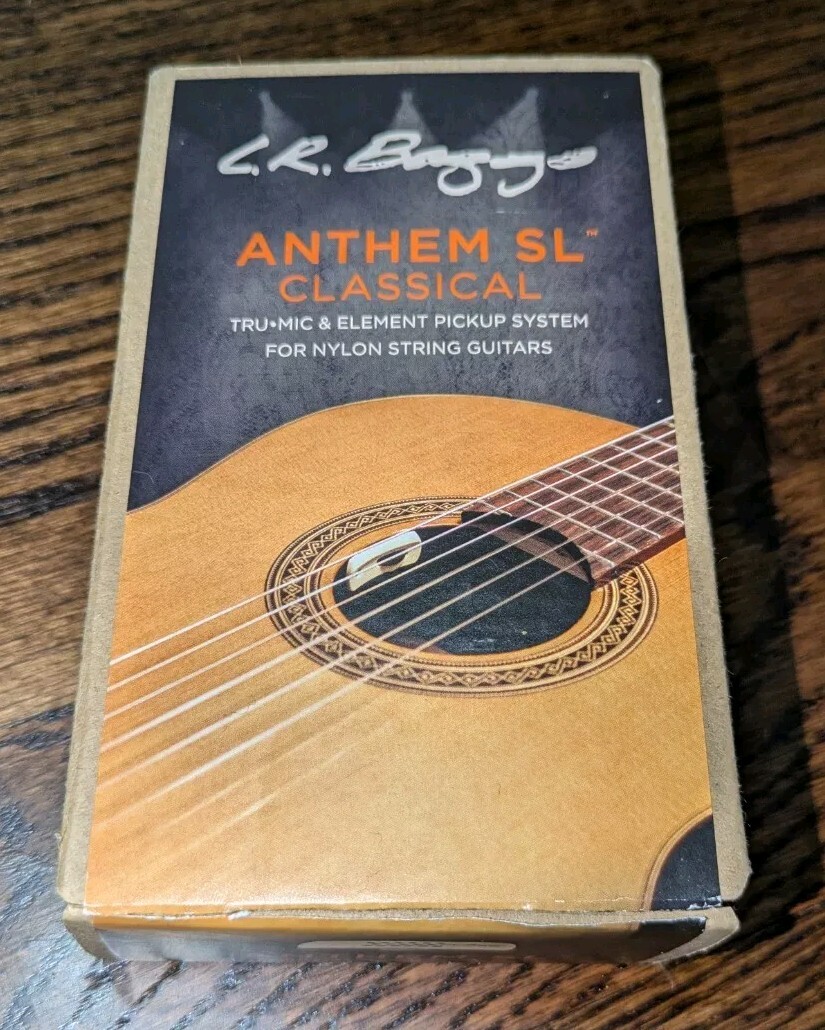 L.R. Baggs
ANTHEM SL™
CLASSICAL
TRU•MIC & ELEMENT PICKUP SYSTEM
FOR NYLON STRING GUITARS